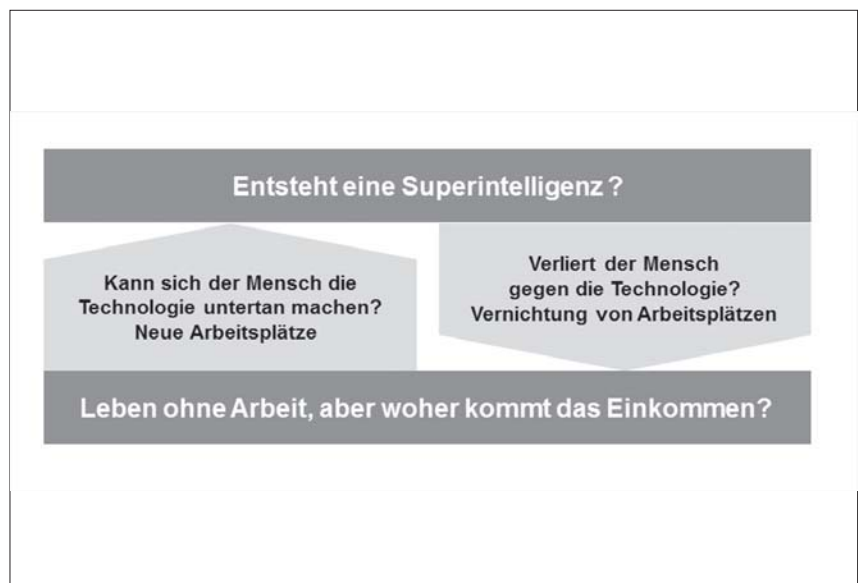 Entsteht eine Superintelligenz ?
Kann sich der Mensch die
Technologie untertan machen?
Neue Arbeitsplätze
Verliert der Mensch
gegen die Technologie?
Vernichtung von Arbeitsplätzen
Leben ohne Arbeit, aber woher kommt das Einkommen?